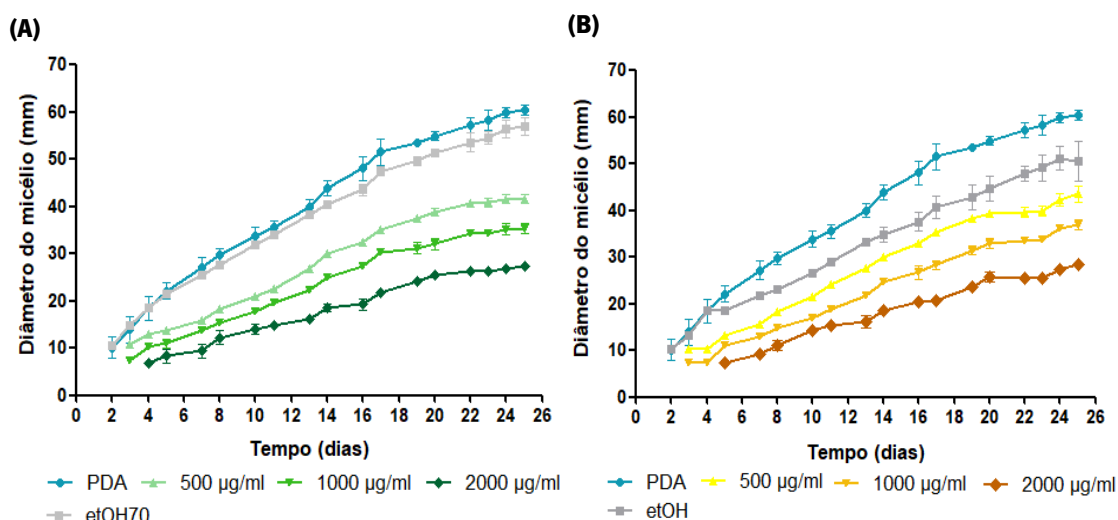 (A)
Diâmetro do micélio (mm)
70
60
50
40
30
20
10
0
0 2 4 6 8 10 12 14 16 18 20 22 24 26
Tempo (dias)
PDA 500 µg/ml 1000 µg/ml 2000 µg/ml
etOH70
(B)
Diâmetro do micélio (mm)
70
60
50
40
30
20
10
0
0 2 4 6 8 10 12 14 16 18 20 22 24 26
Tempo (dias)
PDA 500 µg/ml 1000 µg/ml 2000 µg/ml
etOH